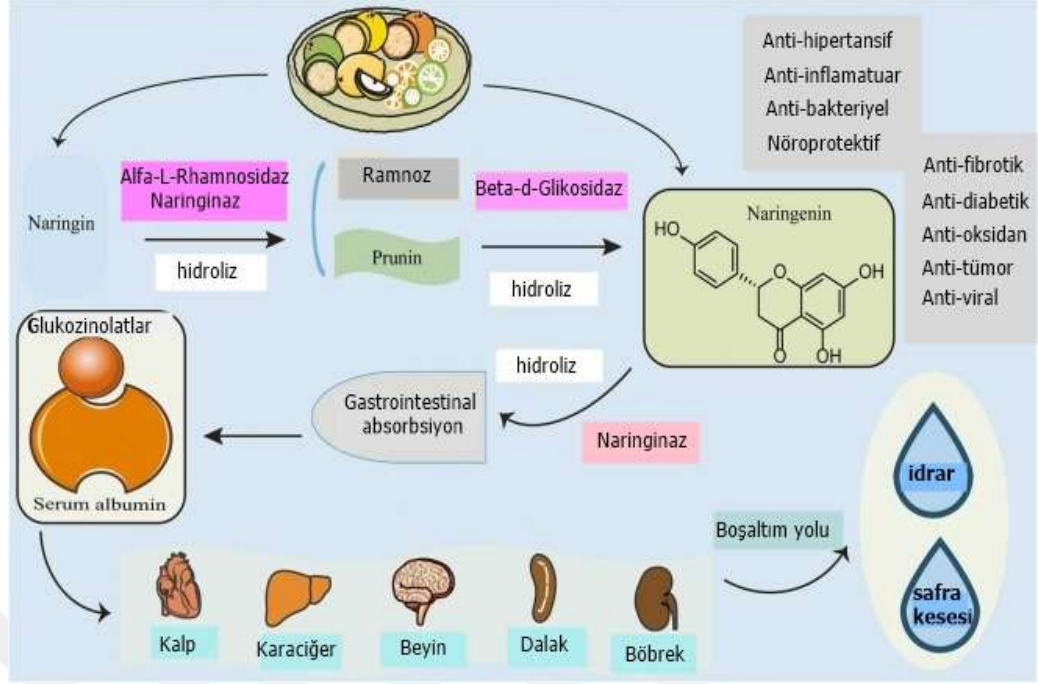 Anti-hipertansif
Anti-inflamatuar
Anti-bakteriyel
Nöroprotektif
Anti-fibrotik
Anti-diabetik
Anti-oksidan
Anti-tümor
Anti-viral
Naringin
Alfa-L-Rhamnosidaz
Naringinaz
hidroliz
Ramnoz
Prunin
Beta-d-Glikosidaz
hidroliz
Naringenin
HO
O
OH
O
OH
Glukozinolatlar
Serum albumin
Gastrointestinal
absorbsiyon
hidroliz
Naringinaz
Kalp
Karaciğer
Beyin
Dalak
Böbrek
Boşaltım yolu
idrar
safra
kesesi